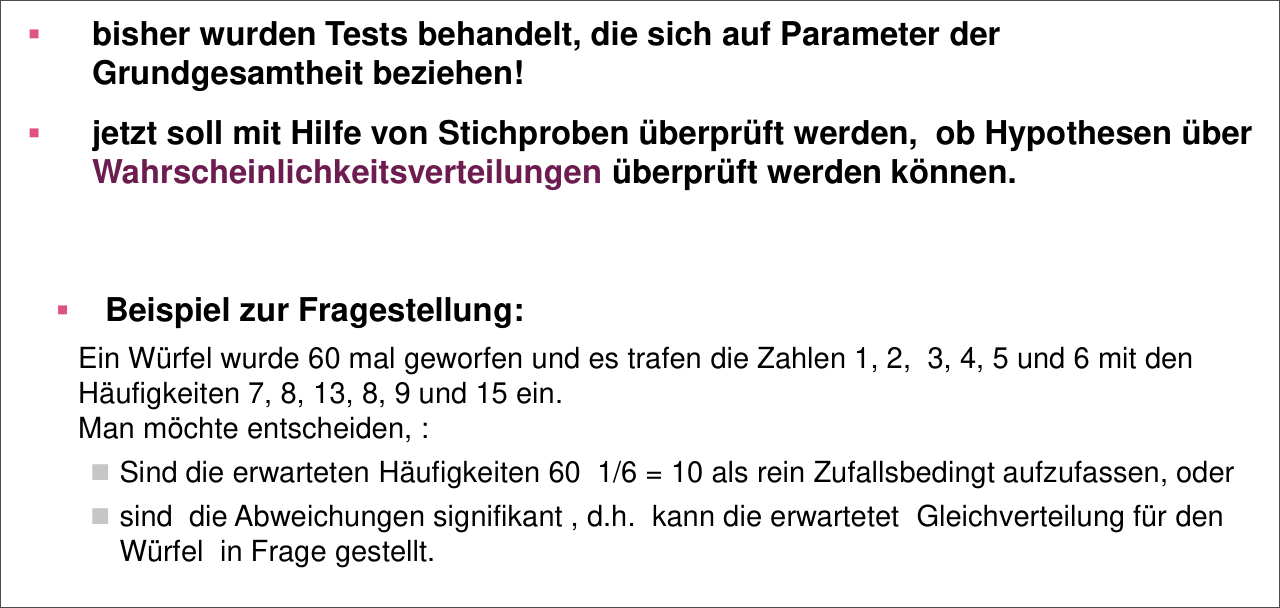 bisher wurden Tests behandelt, die sich auf Parameter der
Grundgesamtheit beziehen!
jetzt soll mit Hilfe von Stichproben überprüft werden,  ob Hypothesen über
Wahrscheinlichkeitsverteilungen überprüft werden können.
Beispiel zur Fragestellung:
Ein Würfel wurde 60 mal geworfen und es trafen die Zahlen 1, 2,  3, 4, 5 und 6 mit den
Häufigkeiten 7, 8, 13, 8, 9 und 15 ein.
Man möchte entscheiden, :
Sind die erwarteten Häufigkeiten 60  1/6 = 10 als rein Zufallsbedingt aufzufassen, oder
sind  die Abweichungen signifikant , d.h.  kann die erwartetet  Gleichverteilung für den
Würfel  in Frage gestellt.